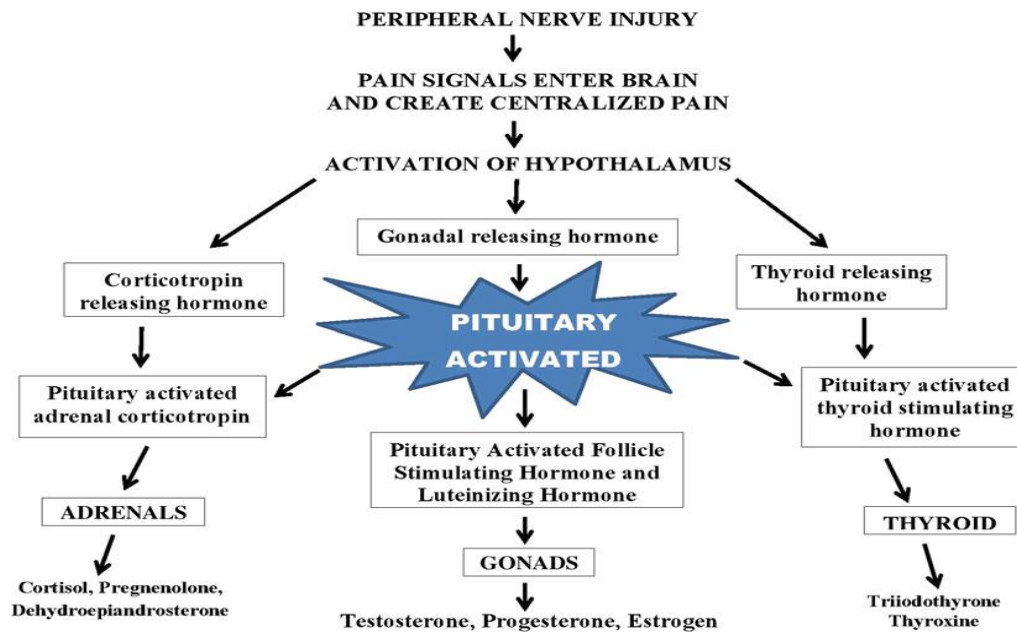 PERIPHERAL NERVE INJURY
PAIN SIGNALS ENTER BRAIN
AND CREATE CENTRALIZED PAIN
ACTIVATION OF HYPOTHALAMUS
Gonadal releasing hormone
Corticotropin
releasing hormone
Thyroid releasing
hormone
PITUITARY
ACTIVATED
Pituitary activated
adrenal corticotropin
Pituitary activated
thyroid stimulating
hormone
Pituitary Activated Follicle
Stimulating Hormone and
Luteinizing Hormone
ADRENALS
THYROID
GONADS
Cortisol, Pregnenolone,
Dehydroepiandrosterone
Testosterone, Progesterone, Estrogen
Triiodothyrone
Thyroxine